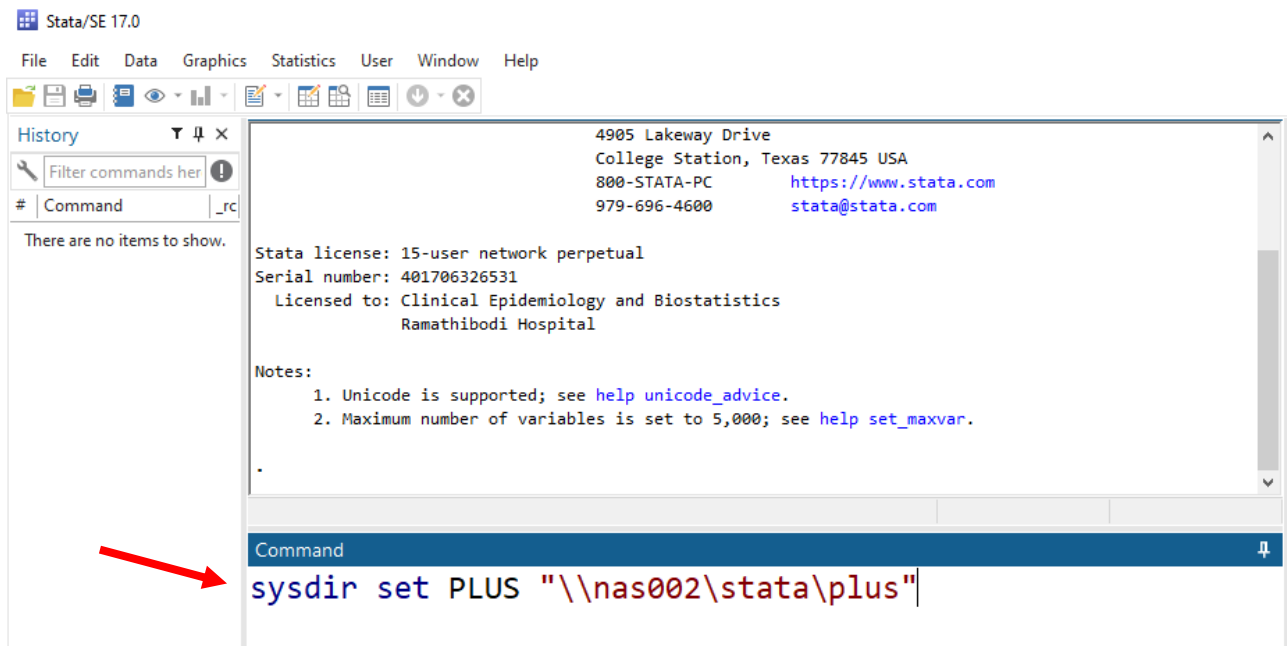 Stata/SE 17.0
File Edit Data Graphics Statistics User Window Help
History
Filter commands her
# Command _rc
There are no items to show.
4905 Lakeway Drive
College Station, Texas 77845 USA
800-STATA-PC https://www.stata.com
979-696-4600 stata@stata.com
Stata license: 15-user network perpetual
Serial number: 401706326531
Licensed to: Clinical Epidemiology and Biostatistics
Ramathibodi Hospital
Notes:
1. Unicode is supported; see help unicode_advice.
2. Maximum number of variables is set to 5,000; see help set_maxvar.
.
Command
sysdir set PLUS "\\nas002\stata\plus"